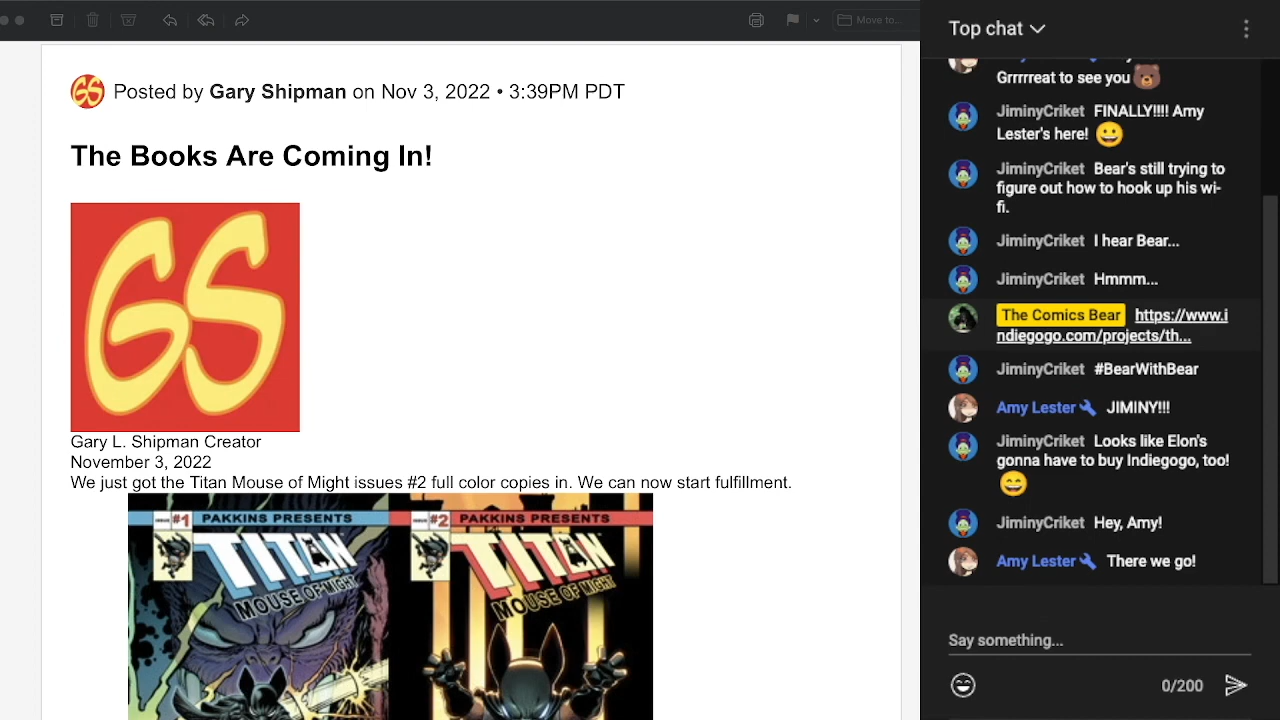 Move to...
Posted by Gary Shipman on Nov 3, 2022 • 3:39PM PDT
The Books Are Coming In!
GS
GS
Gary L. Shipman Creator
November 3, 2022
We just got the Titan Mouse of Might issues #2 full color copies in. We can now start fulfillment.
ISSUE #1 PAKKINS PRESENTS
TITAN
MOUSE OF MIGHT
ISSUE #2 PAKKINS PRESENTS
TITAN
MOUSE OF MIGHT
Top chat
Grrrrreat to see you
JiminyCriket FINALLY!!!! Amy
Lester's here!
JiminyCriket Bear's still trying to
figure out how to hook up his wi-
fi.
JiminyCriket I hear Bear...
JiminyCriket Hmmm...
The Comics Bear https://www.i
ndiegogo.com/projects/th...
JiminyCriket #BearWithBear
Amy Lester JIMINY!!!
JiminyCriket Looks like Elon's
gonna have to buy Indiegogo, too!
JiminyCriket Hey, Amy!
Amy Lester There we go!
Say something...
0/200